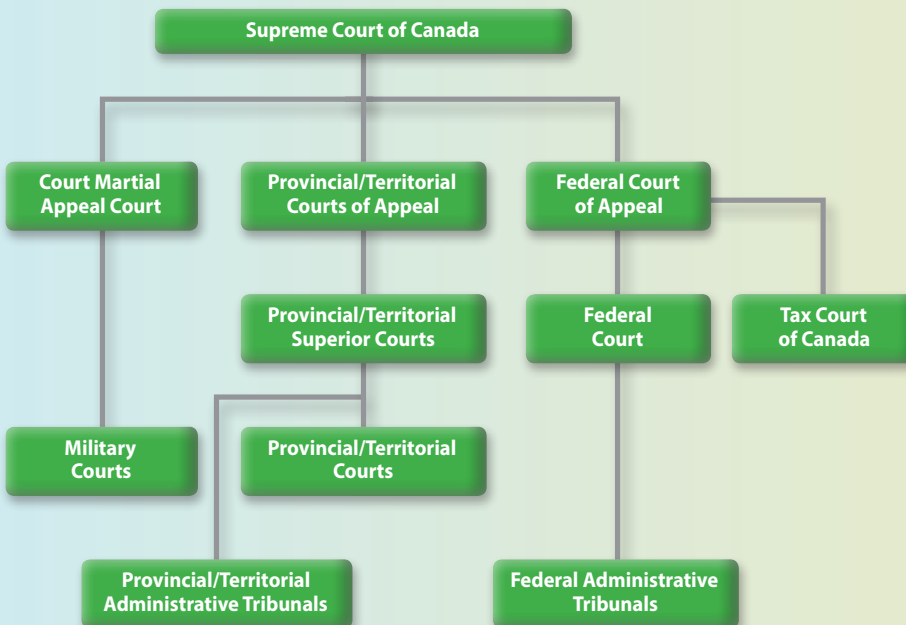 Supreme Court of Canada
Court Martial
Appeal Court
Provincial/Territorial
Courts of Appeal
Federal Court
of Appeal
Provincial/Territorial
Superior Courts
Federal
Court
Tax Court
of Canada
Military
Courts
Provincial/Territorial
Courts
Provincial/Territorial
Administrative Tribunals
Federal Administrative
Tribunals